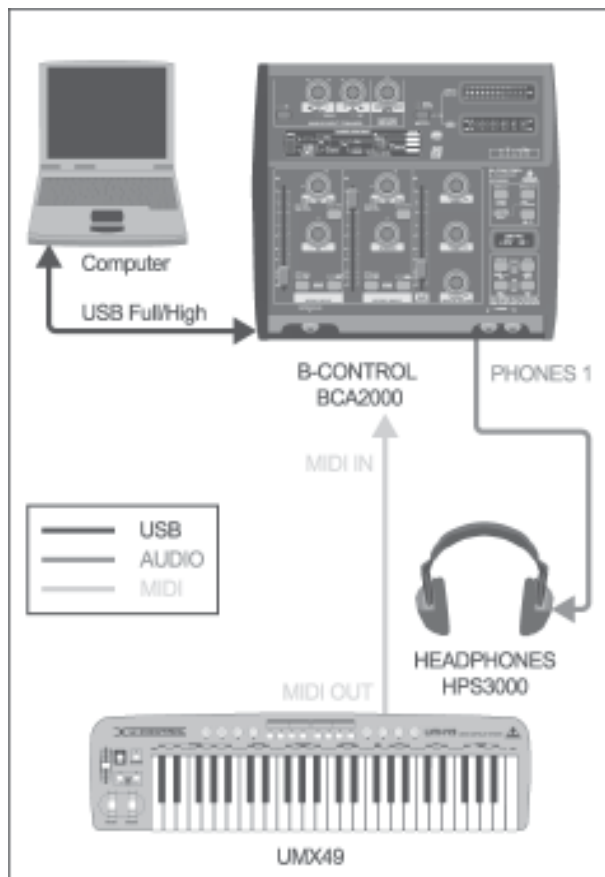 Computer
USB Full/High
B-CONTROL
BCA2000
PHONES 1
MIDI IN
USB
AUDIO
MIDI
HEADPHONES
HPS3000
MIDI OUT
UMX49